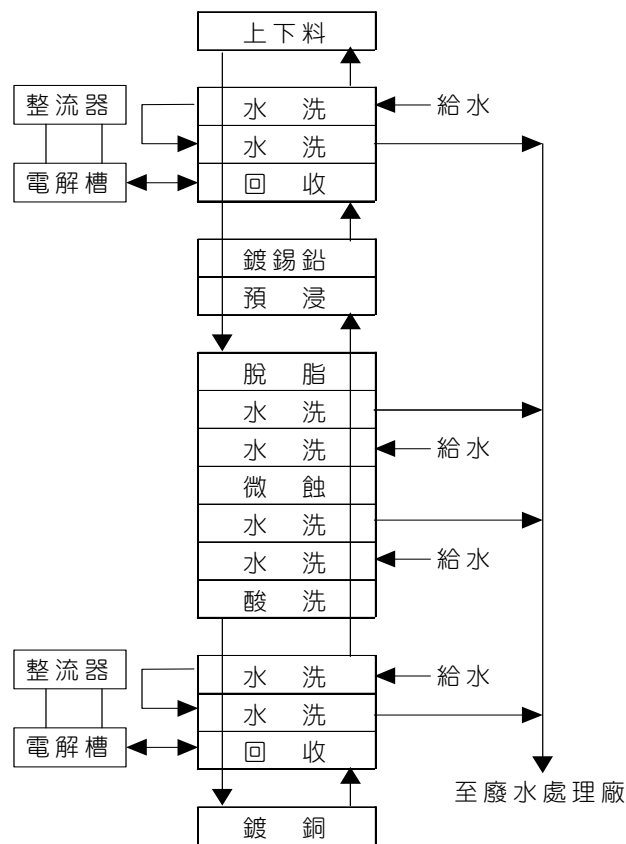 上下料
整流器
水洗
給水
水洗
電解槽
回收
鍍錫鉛
預浸
脫脂
水洗
水洗
給水
微蝕
水洗
水洗
給水
酸洗
整流器
水洗
給水
水洗
電解槽
回收
至廢水處理廠
鍍銅